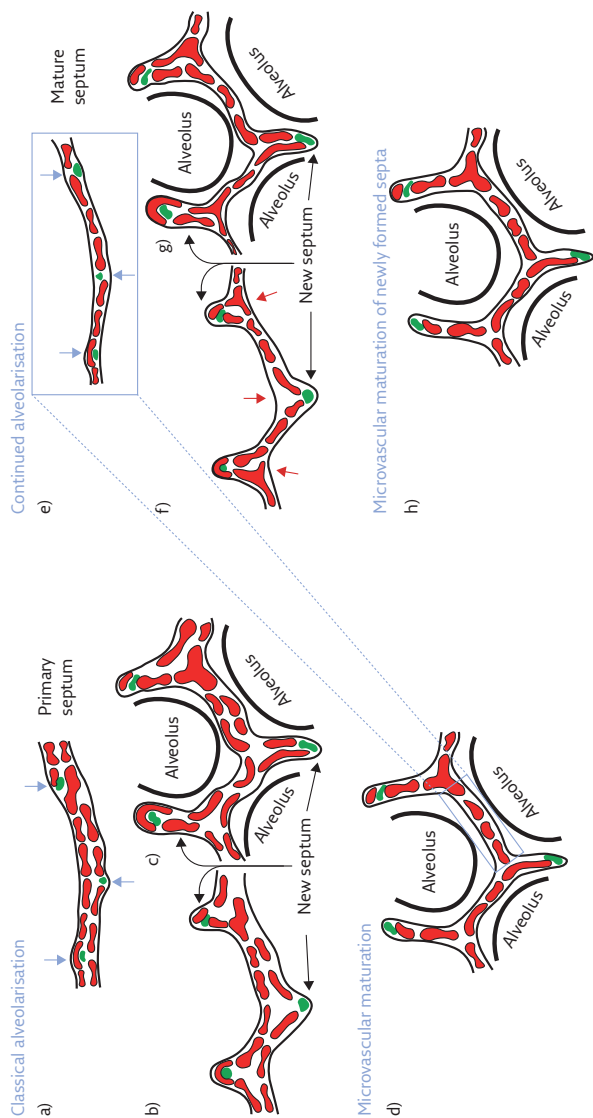 Classical alveolarisation
a)
Primary
septum
b)
c)
Alveolus
Alveolus
Alveolus
New septum
Microvascular maturation
d)
Alveolus
Alveolus
Alveolus
Continued alveolarisation
e)
Mature
septum
f)
g)
Alveolus
Alveolus
Alveolus
New septum
Microvascular maturation of newly formed septa
h)
Alveolus
Alveolus